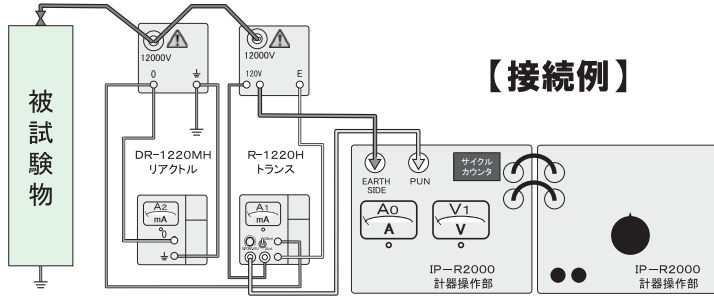 【接続例】
被試験物
12000V
0
12000V
120V
E
DR-1220MH
リアクトル
R-1220H
トランス
A2
mA
0
A1
mA
EARTH
SIDE
PUN
サイクル
カウンタ
A0
A
V1
V
IP-R2000
計器操作部
IP-R2000
計器操作部